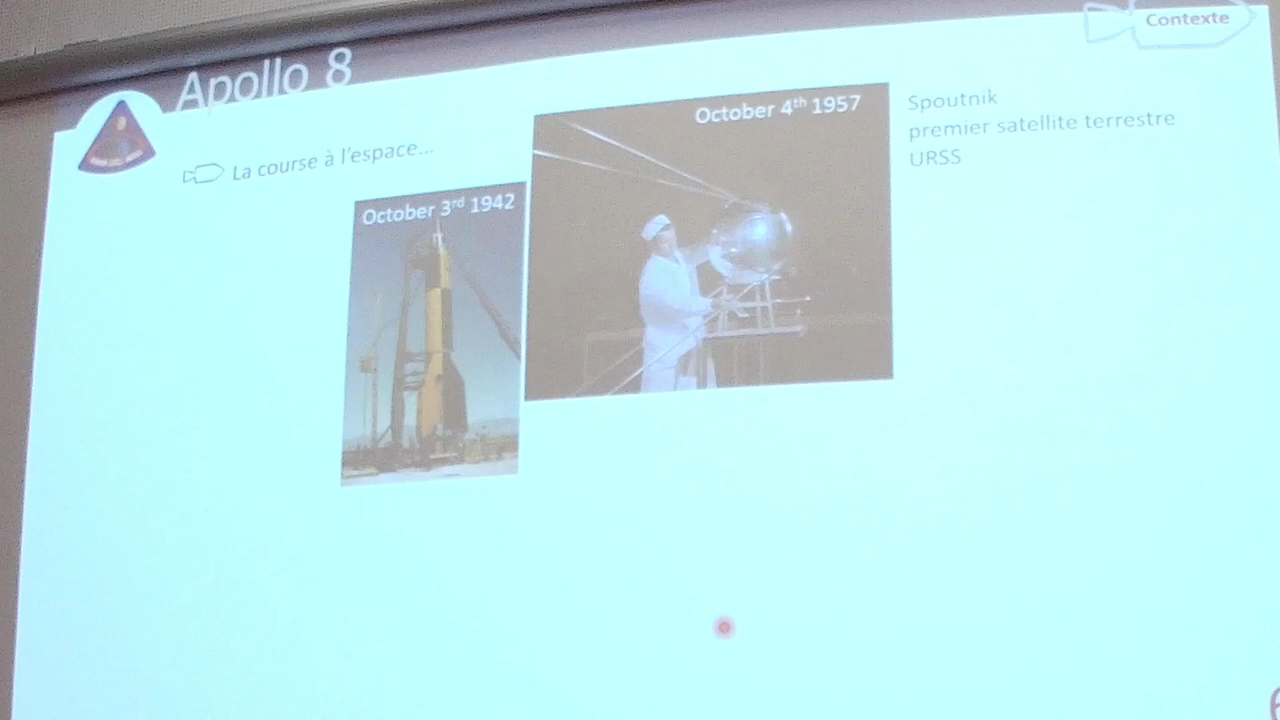 Contexte
Apollo 8
La course à l'espace...
October 3rd 1942
October 4th 1957
Spoutnik
premier satellite terrestre
URSS